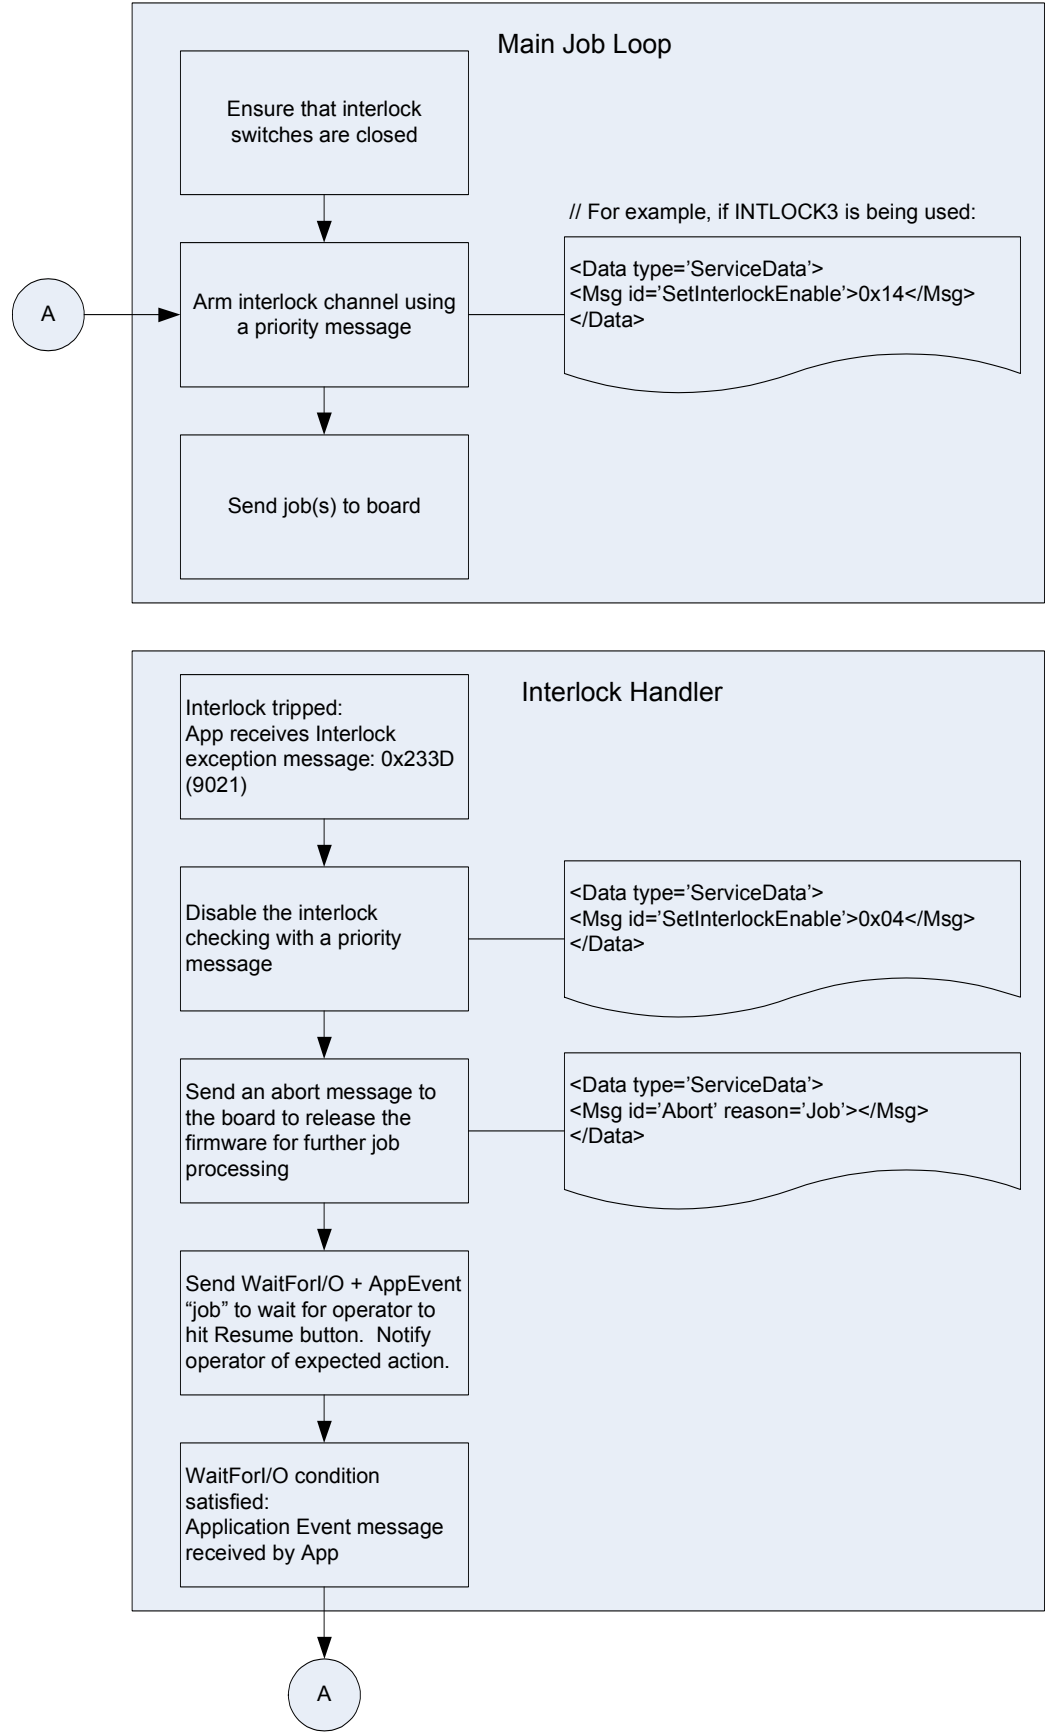 Main Job Loop
Ensure that interlock
switches are closed
// For example, if INTLOCK3 is being used:
A
Arm interlock channel using
a priority message
<Data type=’ServiceData’>
<Msg id=’SetInterlockEnable’>0x14</Msg>
</Data>
Send job(s) to board
Interlock Handler
Interlock tripped:
App receives Interlock
exception message: 0x233D
(9021)
Disable the interlock
checking with a priority
message
<Data type=’ServiceData’>
<Msg id=’SetInterlockEnable’>0x04</Msg>
</Data>
Send an abort message to
the board to release the
firmware for further job
processing
<Data type=’ServiceData’>
<Msg id=’Abort’ reason=’Job’></Msg>
</Data>
Send WaitForI/O + AppEvent
“job” to wait for operator to
hit Resume button.  Notify
operator of expected action.
WaitForI/O condition
satisfied:
Application Event message
received by App
A